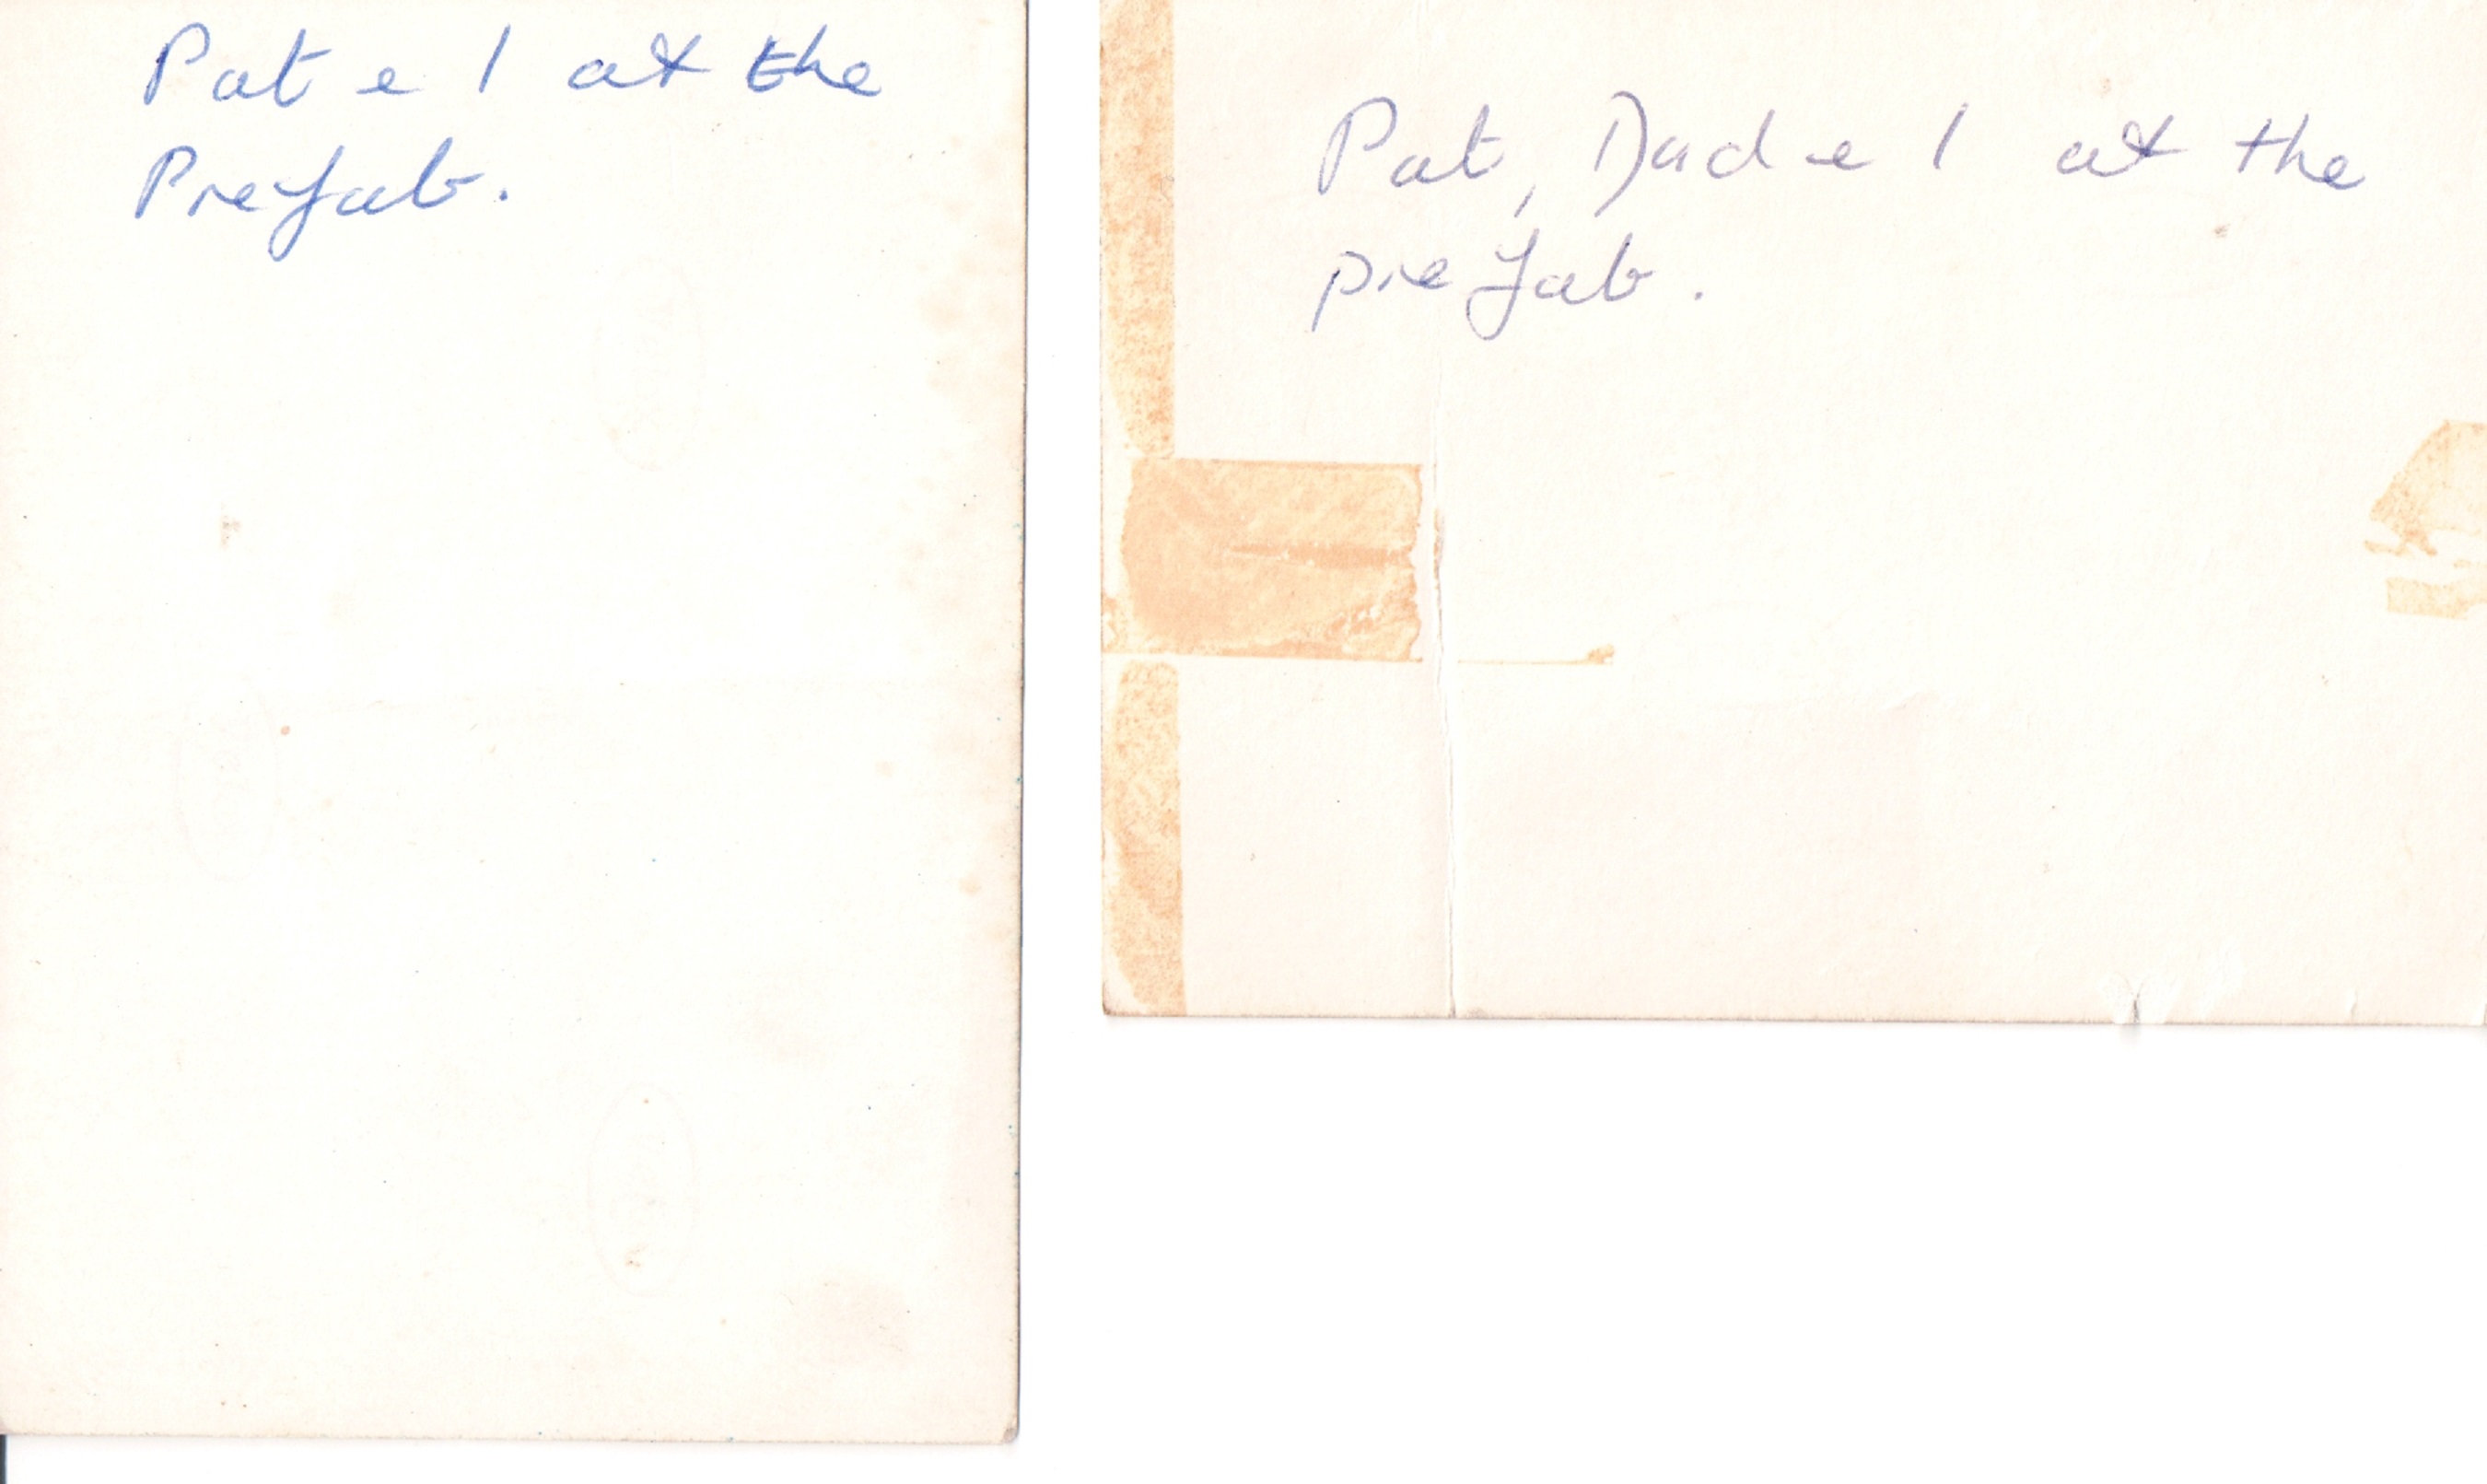 Pat e I at the
Prefab.
Pat, Dad e I at the
prefab.